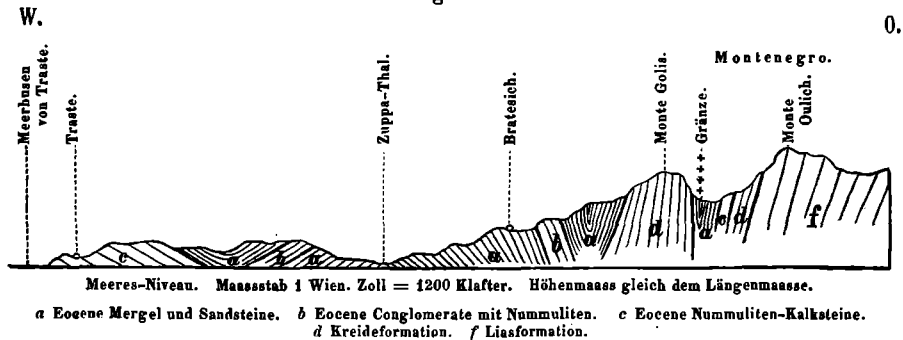 W.
O.
Meerbusen
von Traste.
Traste.
Zuppa-Thal.
Bratesich.
Monte Golis.
Montenegro.
++++ Gränze.
Monte
Oulich.
c
a
b
a
a
b
a
d
a
c
d
f
Meeres-Niveau. Maassstab 1 Wien. Zoll = 1200 Klafter. Höhenmaass gleich dem Längenmaasse.
a Eocene Mergel und Sandsteine. b Eocene Conglomerate mit Nummuliten. c Eocene Nummuliten-Kalksteine.
d Kreideformation. f Liasformation.